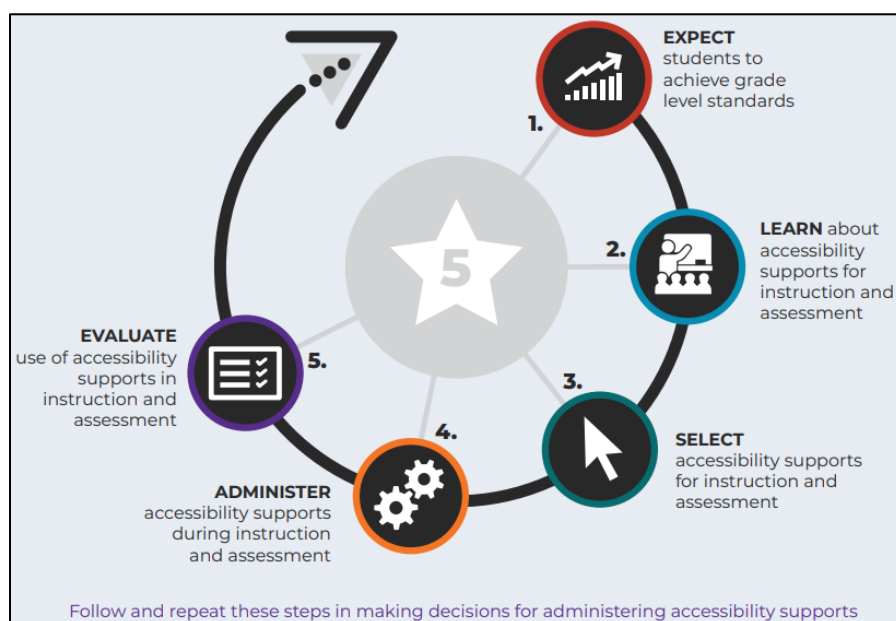 1.
EXPECT
students to
achieve grade
level standards
2.
LEARN about
accessibility
supports for
instruction and
assessment
3.
SELECT
accessibility supports
for instruction and
assessment
4.
ADMINISTER
accessibility supports
during instruction
and assessment
5.
EVALUATE
use of accessibility
supports in
instruction and
assessment
5
Follow and repeat these steps in making decisions for administering accessibility supports